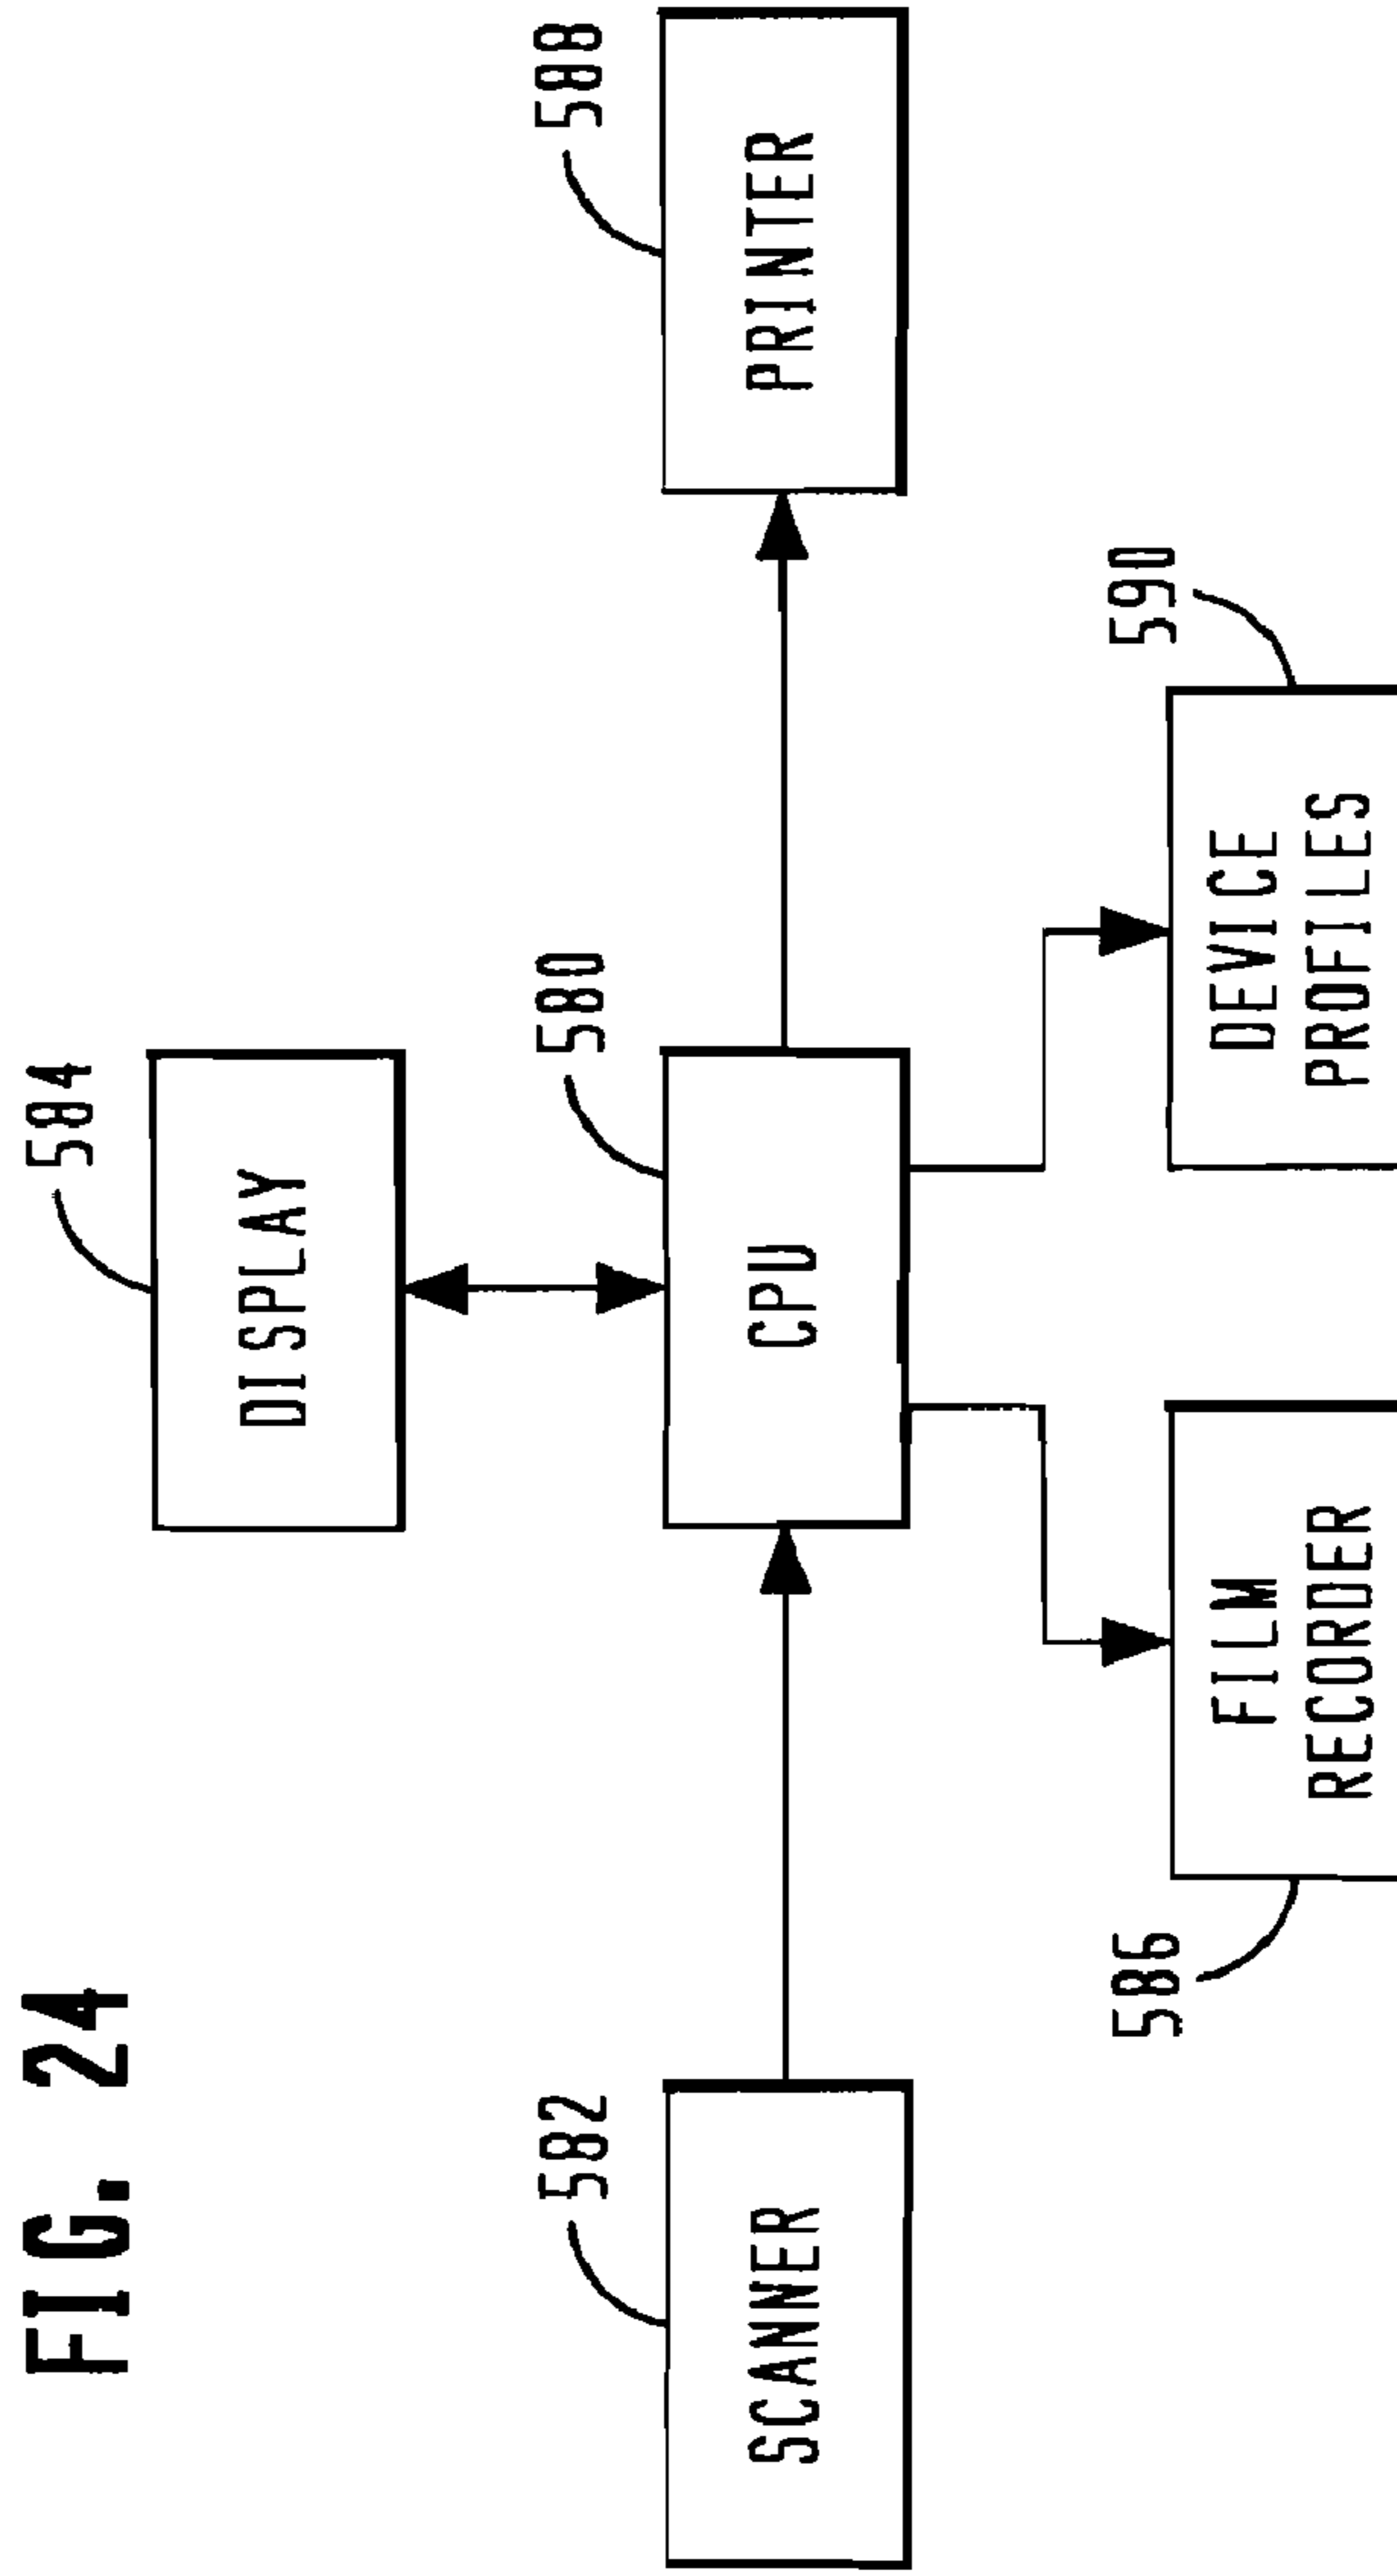 FIG. 24
584
DISPLAY
582
SCANNER
580
CPU
588
PRINTER
586
FILM
RECORDER
590
DEVICE
PROFILES